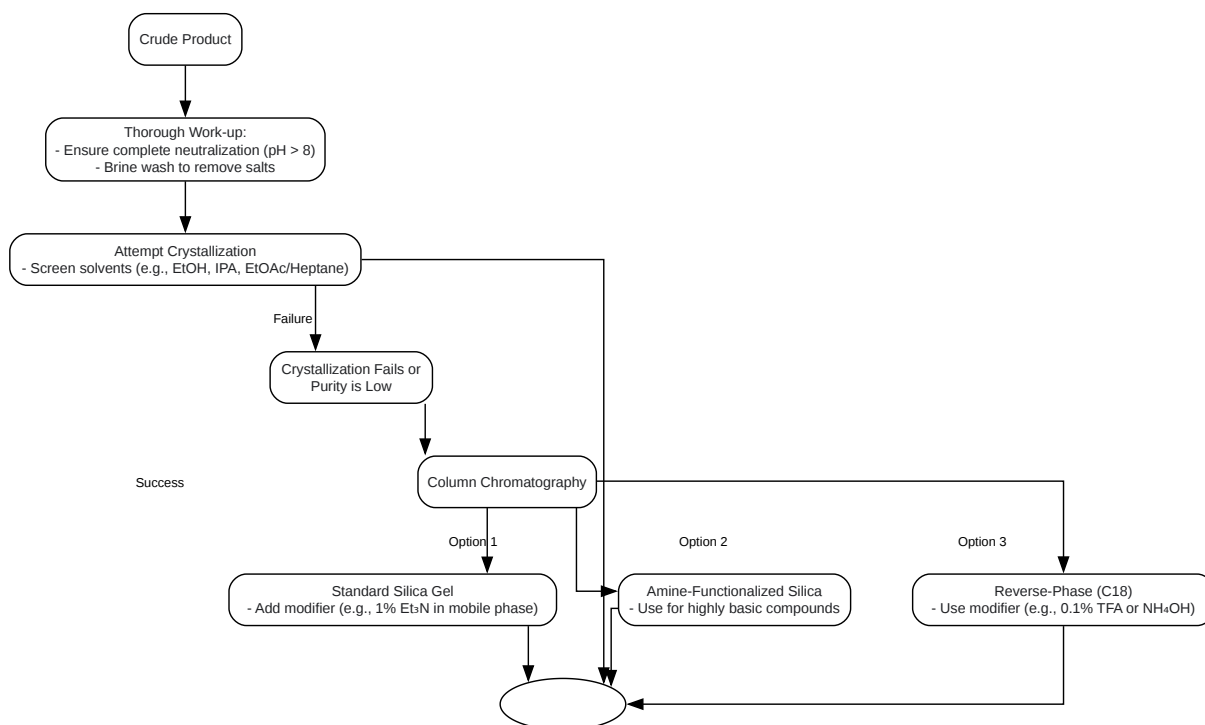 Crude Product
Thorough Work-up:
- Ensure complete neutralization (pH > 8)
- Brine wash to remove salts
Attempt Crystallization
- Screen solvents (e.g., EtOH, IPA, EtOAc/Heptane)
Failure
Crystallization Fails or
Purity is Low
Success
Column Chromatography
Option 1
Option 2
Option 3
Standard Silica Gel
- Add modifier (e.g., 1% Et₃N in mobile phase)
Amine-Functionalized Silica
- Use for highly basic compounds
Reverse-Phase (C18)
- Use modifier (e.g., 0.1% TFA or NH₄OH)